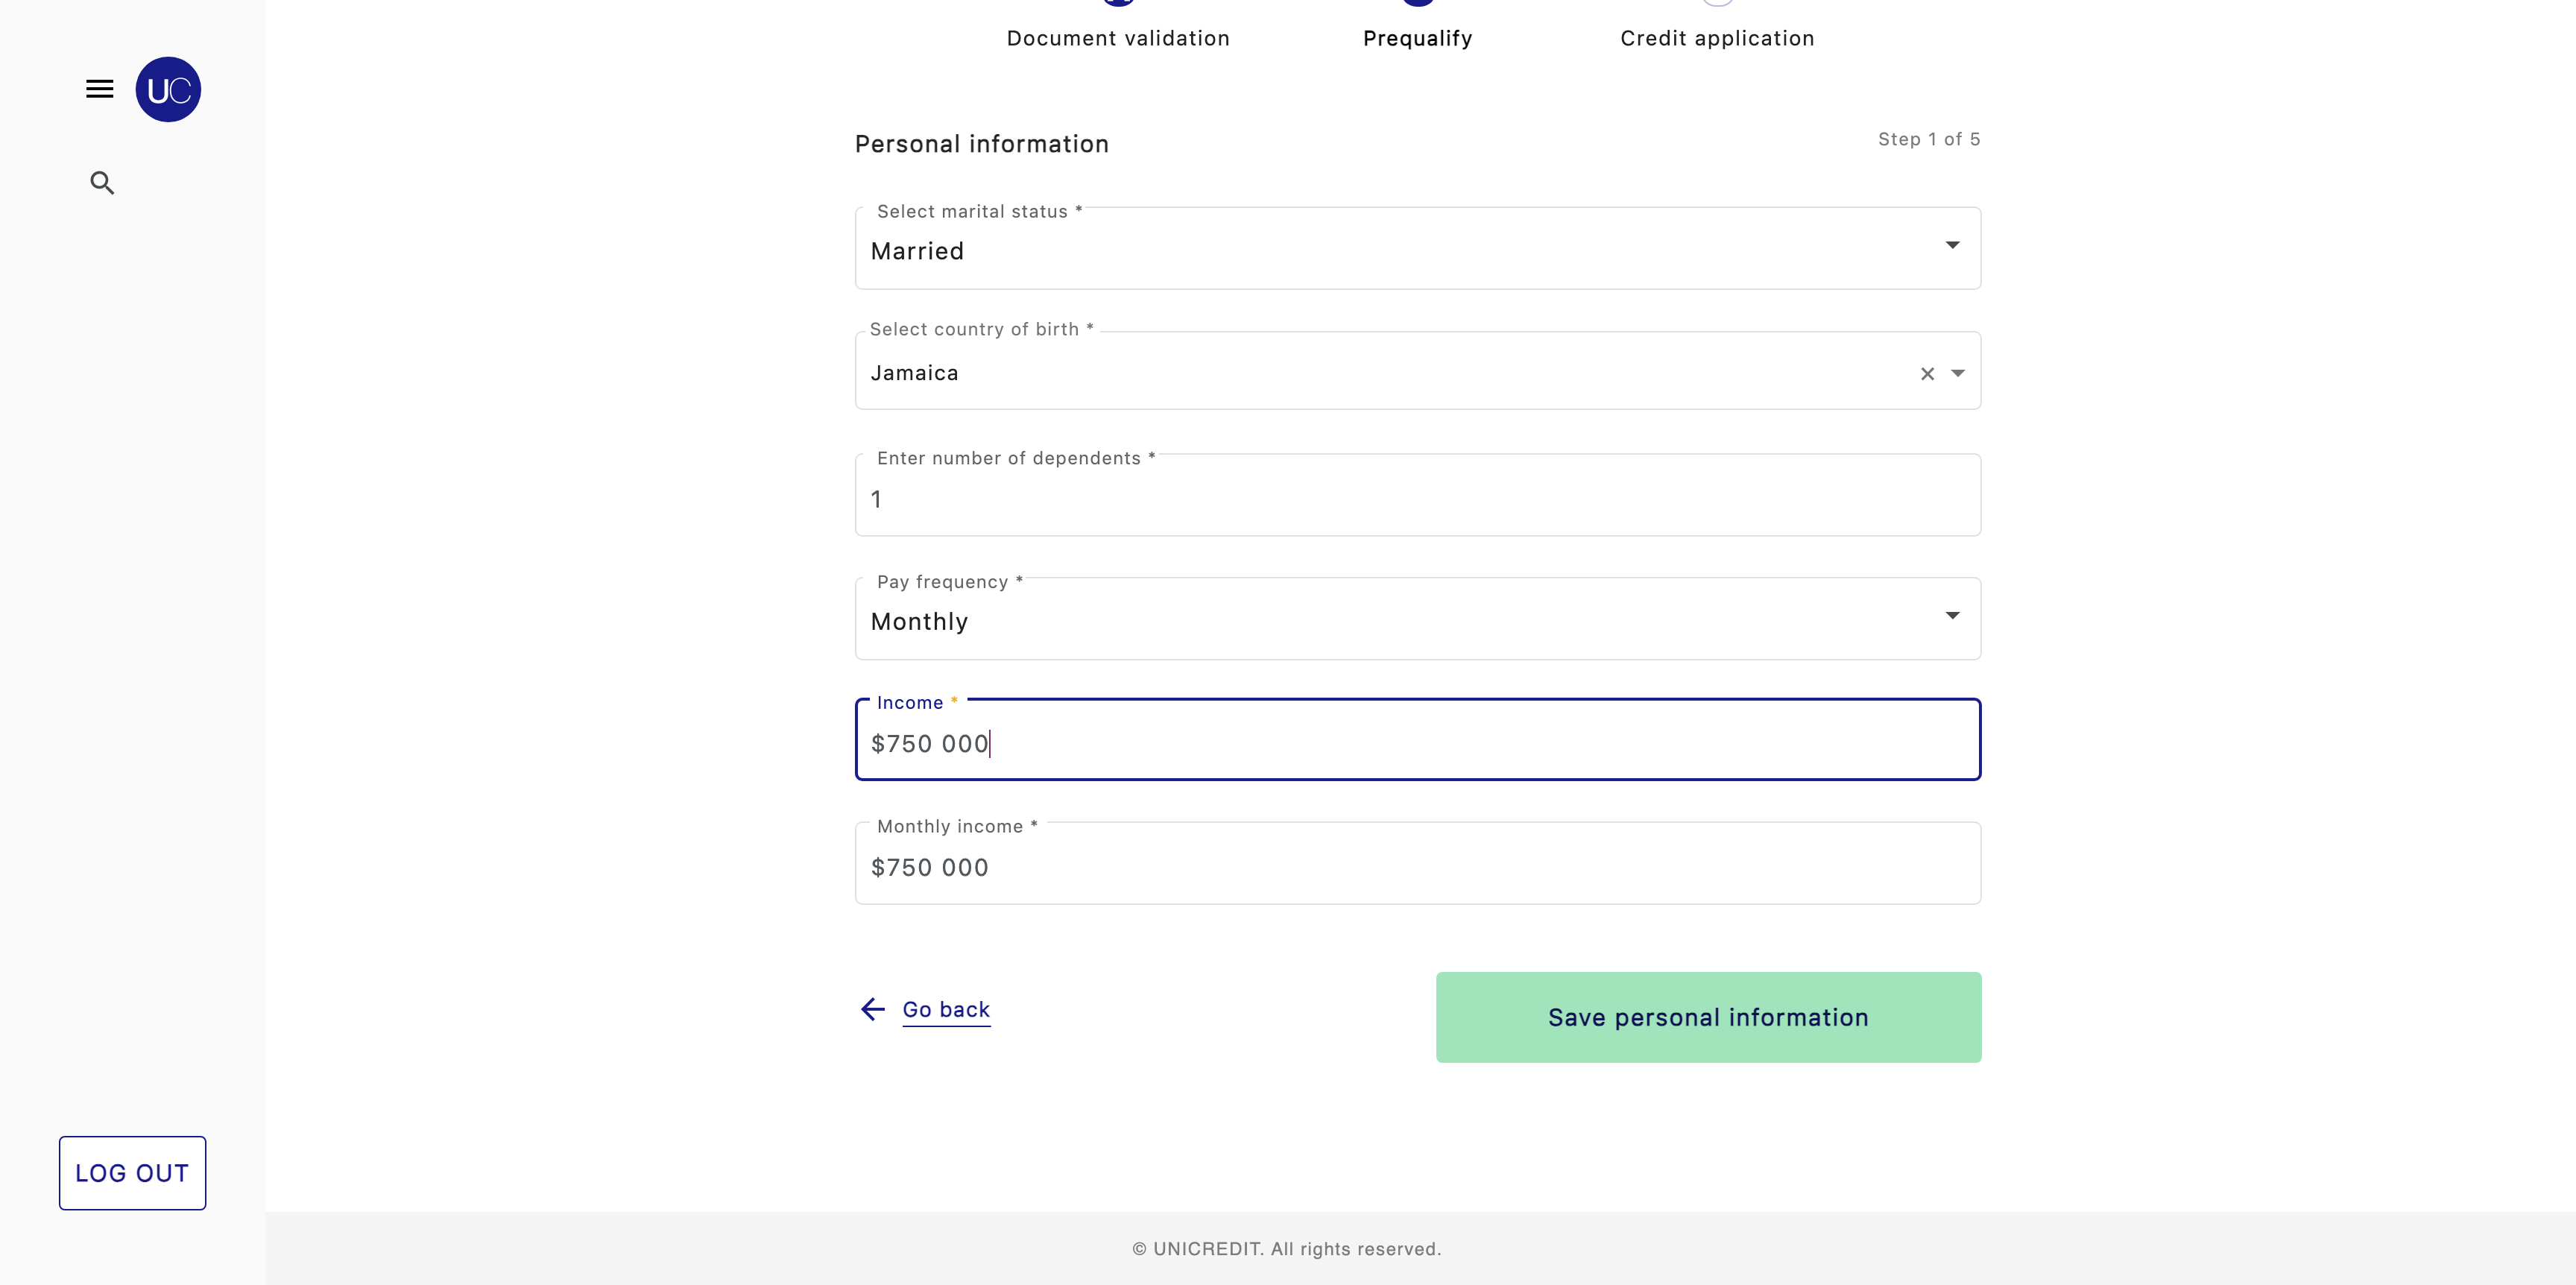 Document validation
Prequalify
Credit application
UC
Personal information
Step 1 of 5
Select marital status *
Married
Select country of birth *
Jamaica
Enter number of dependents *
1
Pay frequency *
Monthly
Income *
$750 000
Monthly income *
$750 000
Go back
Save personal information
LOG OUT
© UNICREDIT. All rights reserved.